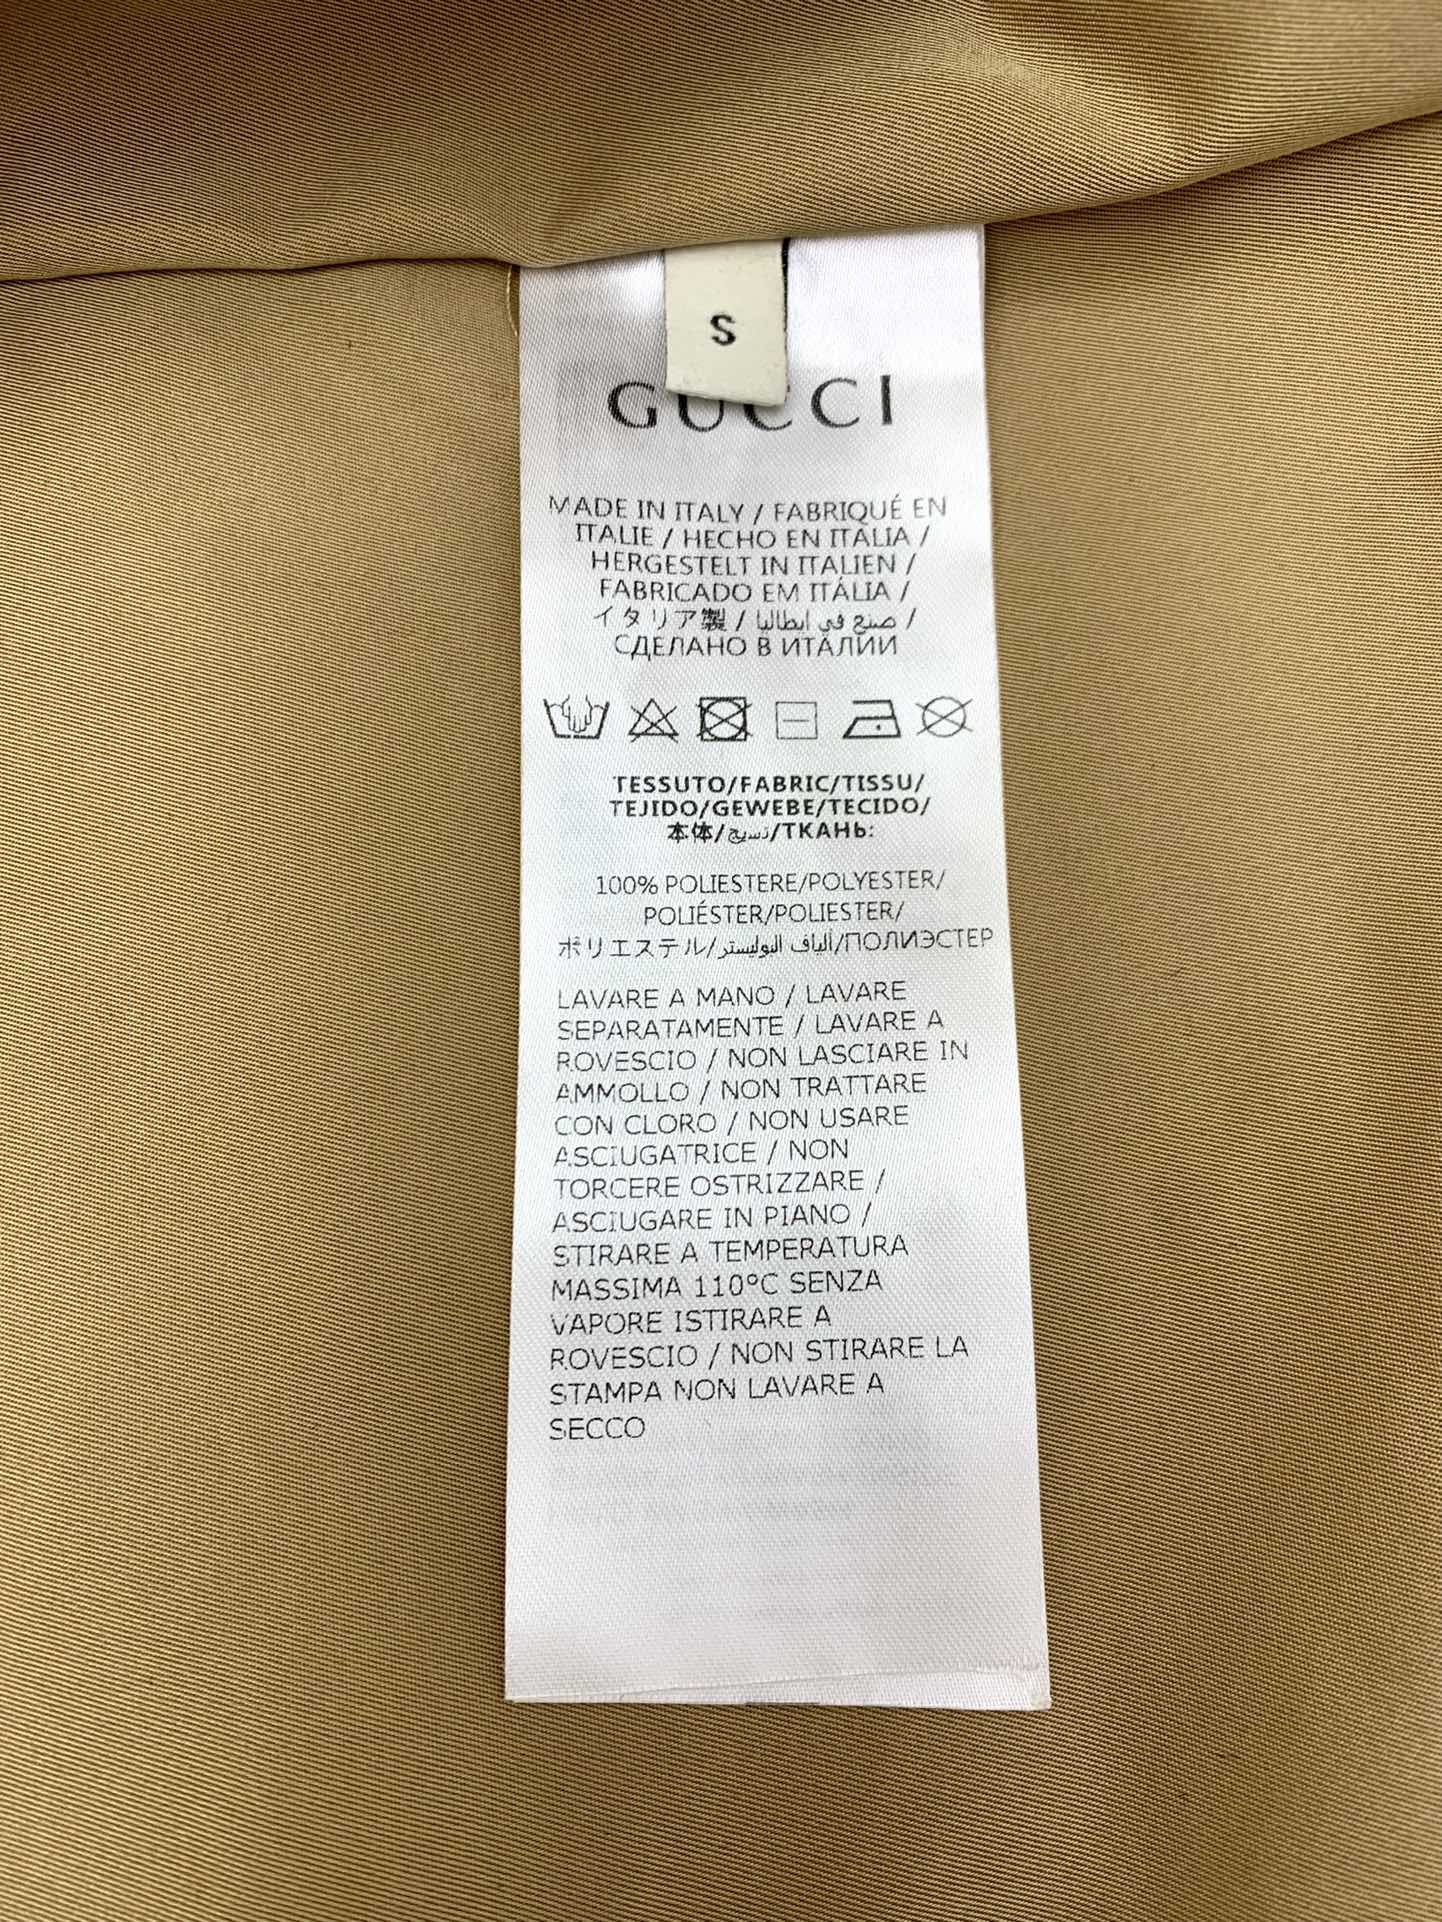 S
GUCCI
MADE IN ITALY / FABRIQUÉ EN
ITALIE / HECHO EN ITALIA /
HERGESTELT IN ITALIEN /
FABRICADO EM ITÁLIA /
イタリア製 / صنع في ايطاليا /
СДЕЛАНО В ИТАЛИИ
TESSUTO/FABRIC/TISSU/
TEJIDO/GEWEBE/TECIDO/
本体/نسيج/ТКАНЬ:
100% POLIESTERE/POLYESTER/
POLIÉSTER/POLIESTER/
ポリエステル/ألياف البوليستر/ПОЛИЭСТЕР
LAVARE A MANO / LAVARE
SEPARATAMENTE / LAVARE A
ROVESCIO / NON LASCIARE IN
AMMOLLO / NON TRATTARE
CON CLORO / NON USARE
ASCIUGATRICE / NON
TORCERE OSTRIZZARE /
ASCIUGARE IN PIANO /
STIRARE A TEMPERATURA
MASSIMA 110°C SENZA
VAPORE ISTIRARE A
ROVESCIO / NON STIRARE LA
STAMPA NON LAVARE A
SECCO